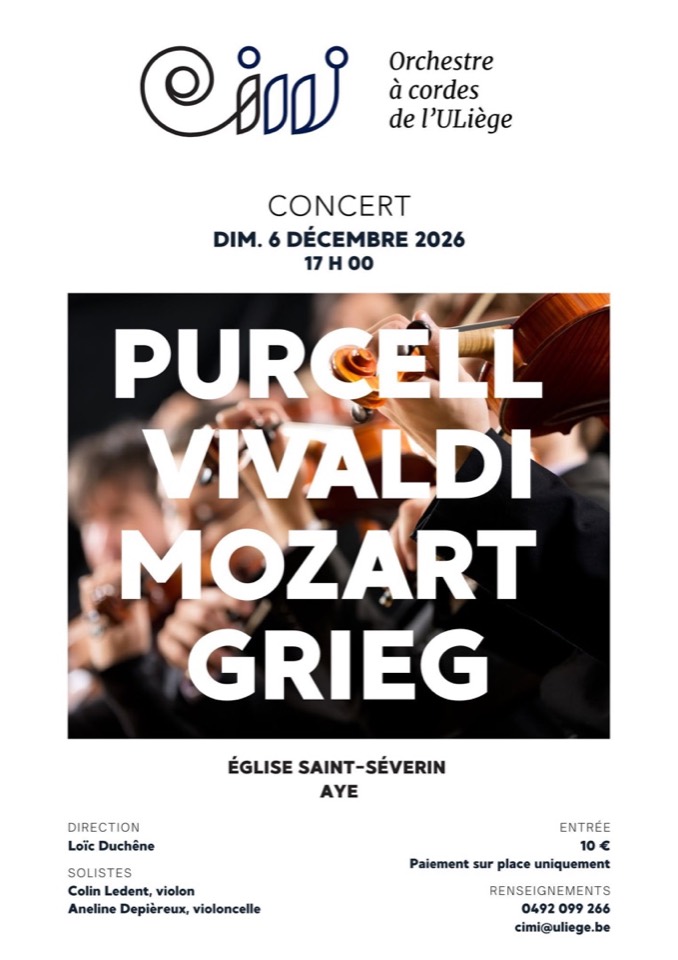 Cimi
Orchestre
à cordes
de l'ULiège
CONCERT
DIM. 6 DÉCEMBRE 2026
17 H 00
PURCELL
VIVALDI
MOZART
GRIEG
ÉGLISE SAINT-SÉVERIN
AYE
DIRECTION
Loïc Duchêne
SOLISTES
Colin Ledent, violon
Aneline Depièreux, violoncelle
ENTRÉE
10 €
Paiement sur place uniquement
RENSEIGNEMENTS
0492 099 266
cimi@uliege.be